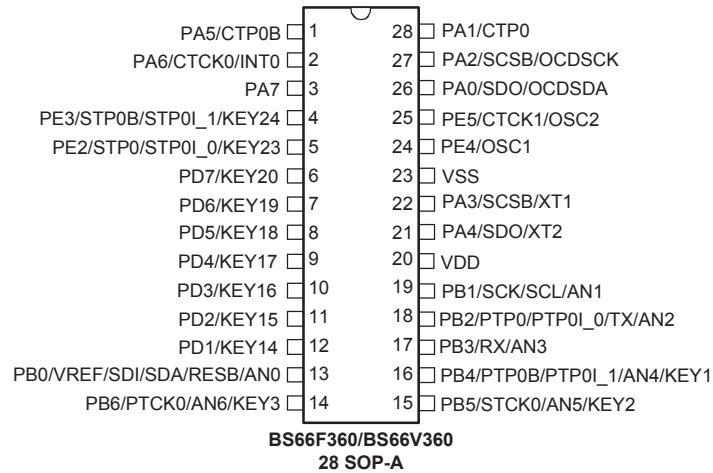 PA5/CTP0B 1 28 PA1/CTP0
PA6/CTCK0/INT0 2 27 PA2/SCSB/OCDSCK
PA7 3 26 PA0/SDO/OCDSDA
PE3/STP0B/STP0I_1/KEY24 4 25 PE5/CTCK1/OSC2
PE2/STP0/STP0I_0/KEY23 5 24 PE4/OSC1
PD7/KEY20 6 23 VSS
PD6/KEY19 7 22 PA3/SCSB/XT1
PD5/KEY18 8 21 PA4/SDO/XT2
PD4/KEY17 9 20 VDD
PD3/KEY16 10 19 PB1/SCK/SCL/AN1
PD2/KEY15 11 18 PB2/PTP0/PTP0I_0/TX/AN2
PD1/KEY14 12 17 PB3/RX/AN3
PB0/VREF/SDI/SDA/RESB/AN0 13 16 PB4/PTP0B/PTP0I_1/AN4/KEY1
PB6/PTCK0/AN6/KEY3 14 15 PB5/STCK0/AN5/KEY2
BS66F360/BS66V360
28 SOP-A